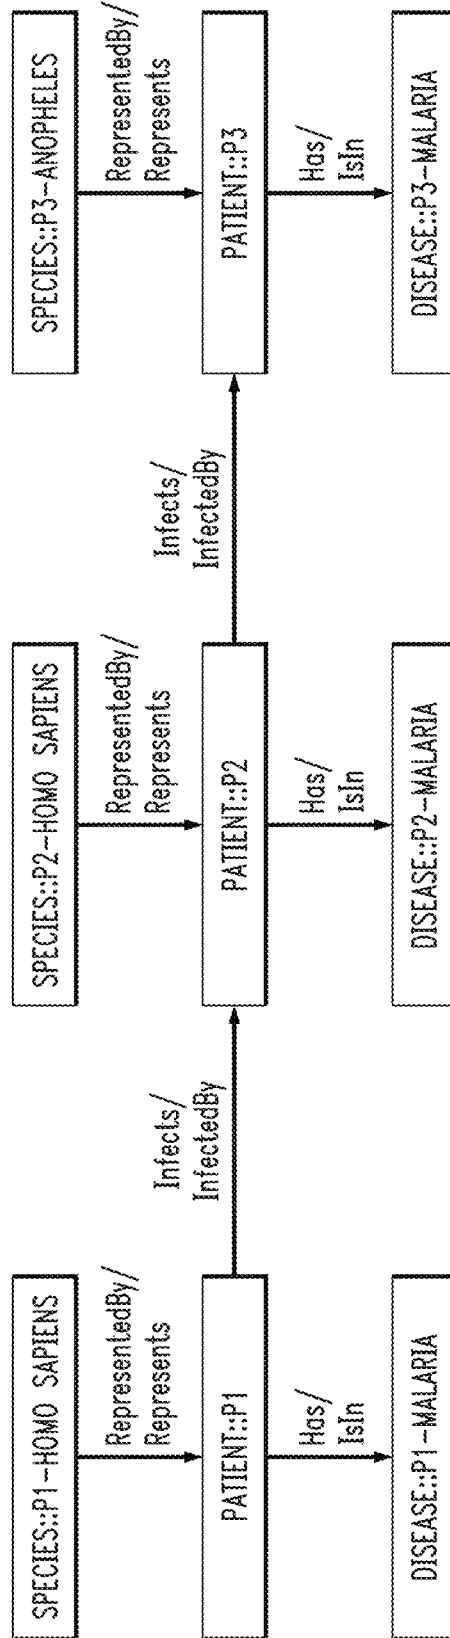 SPECIES::P1-HOMO SAPIENS
RepresentedBy/
Represents
PATIENT::P1
Has/
IsIn
DISEASE::P1-MALARIA
Infects/
InfectedBy
SPECIES::P2-HOMO SAPIENS
RepresentedBy/
Represents
PATIENT::P2
Has/
IsIn
DISEASE::P2-MALARIA
Infects/
InfectedBy
SPECIES::P3-ANOPHELES
RepresentedBy/
Represents
PATIENT::P3
Has/
IsIn
DISEASE::P3-MALARIA